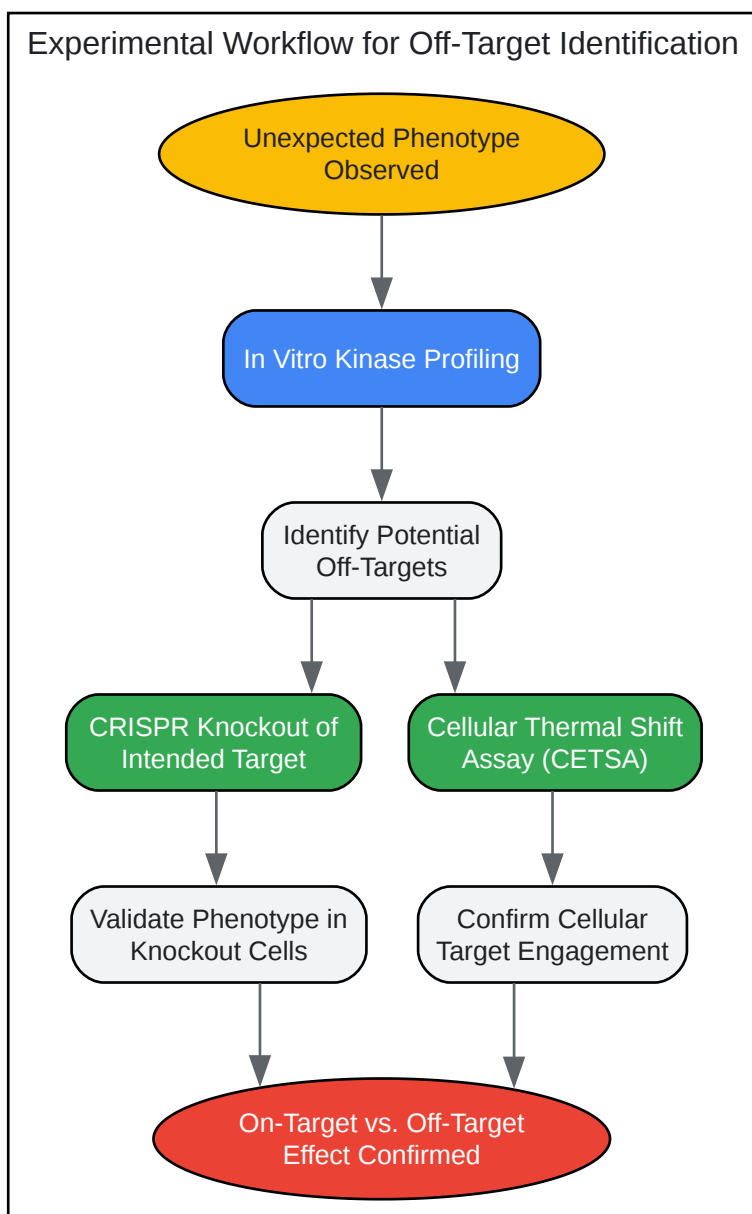 Experimental Workflow for Off-Target Identification
Unexpected Phenotype
Observed
In Vitro Kinase Profiling
Identify Potential
Off-Targets
CRISPR Knockout of
Intended Target
Cellular Thermal Shift
Assay (CETSA)
Validate Phenotype in
Knockout Cells
Confirm Cellular
Target Engagement
On-Target vs. Off-Target
Effect Confirmed